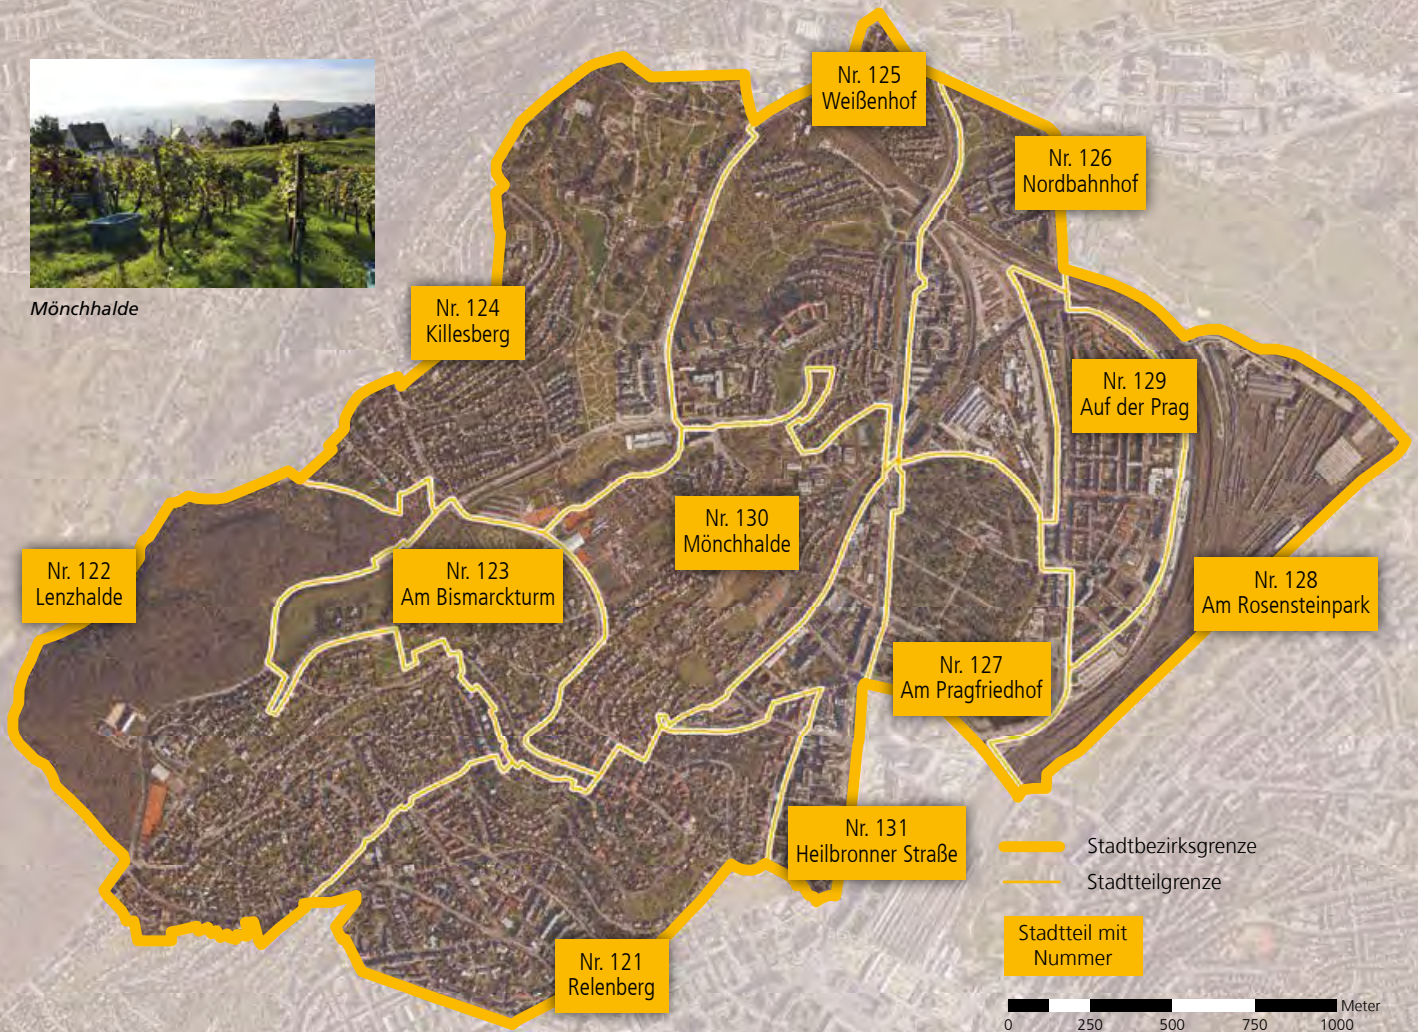 Nr. 125
Weißenhof
Nr. 126
Nordbahnhof
Mönchhalde
Nr. 124
Killesberg
Nr. 129
Auf der Prag
Nr. 130
Mönchhalde
Nr. 122
Lenzhalde
Nr. 123
Am Bismarckturm
Nr. 128
Am Rosensteinpark
Nr. 127
Am Pragfriedhof
Nr. 131
Heilbronner Straße
Nr. 121
Relenberg
Stadtbezirksgrenze
Stadtteilgrenze
Stadtteil mit
Nummer
Meter
0 250 500 750 1000